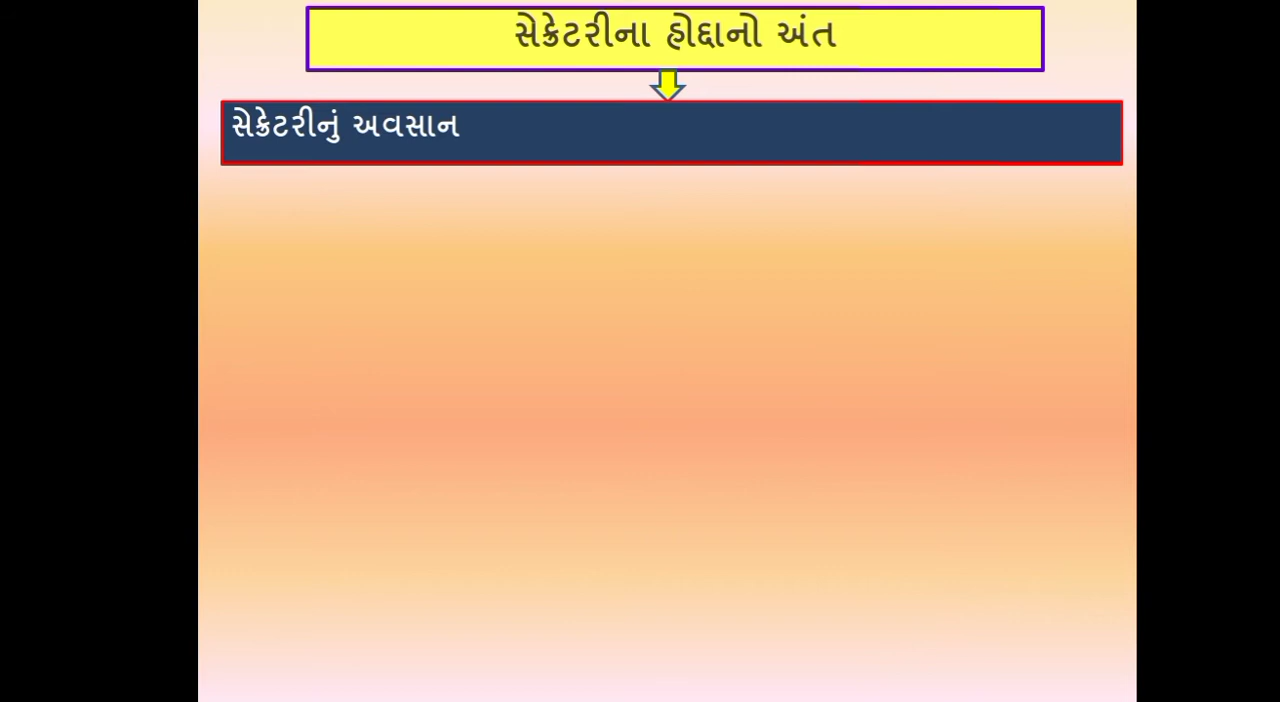 સેક્રેટરીના હોદ્દાનો અંત
સેક્રેટરીનું અવસાન